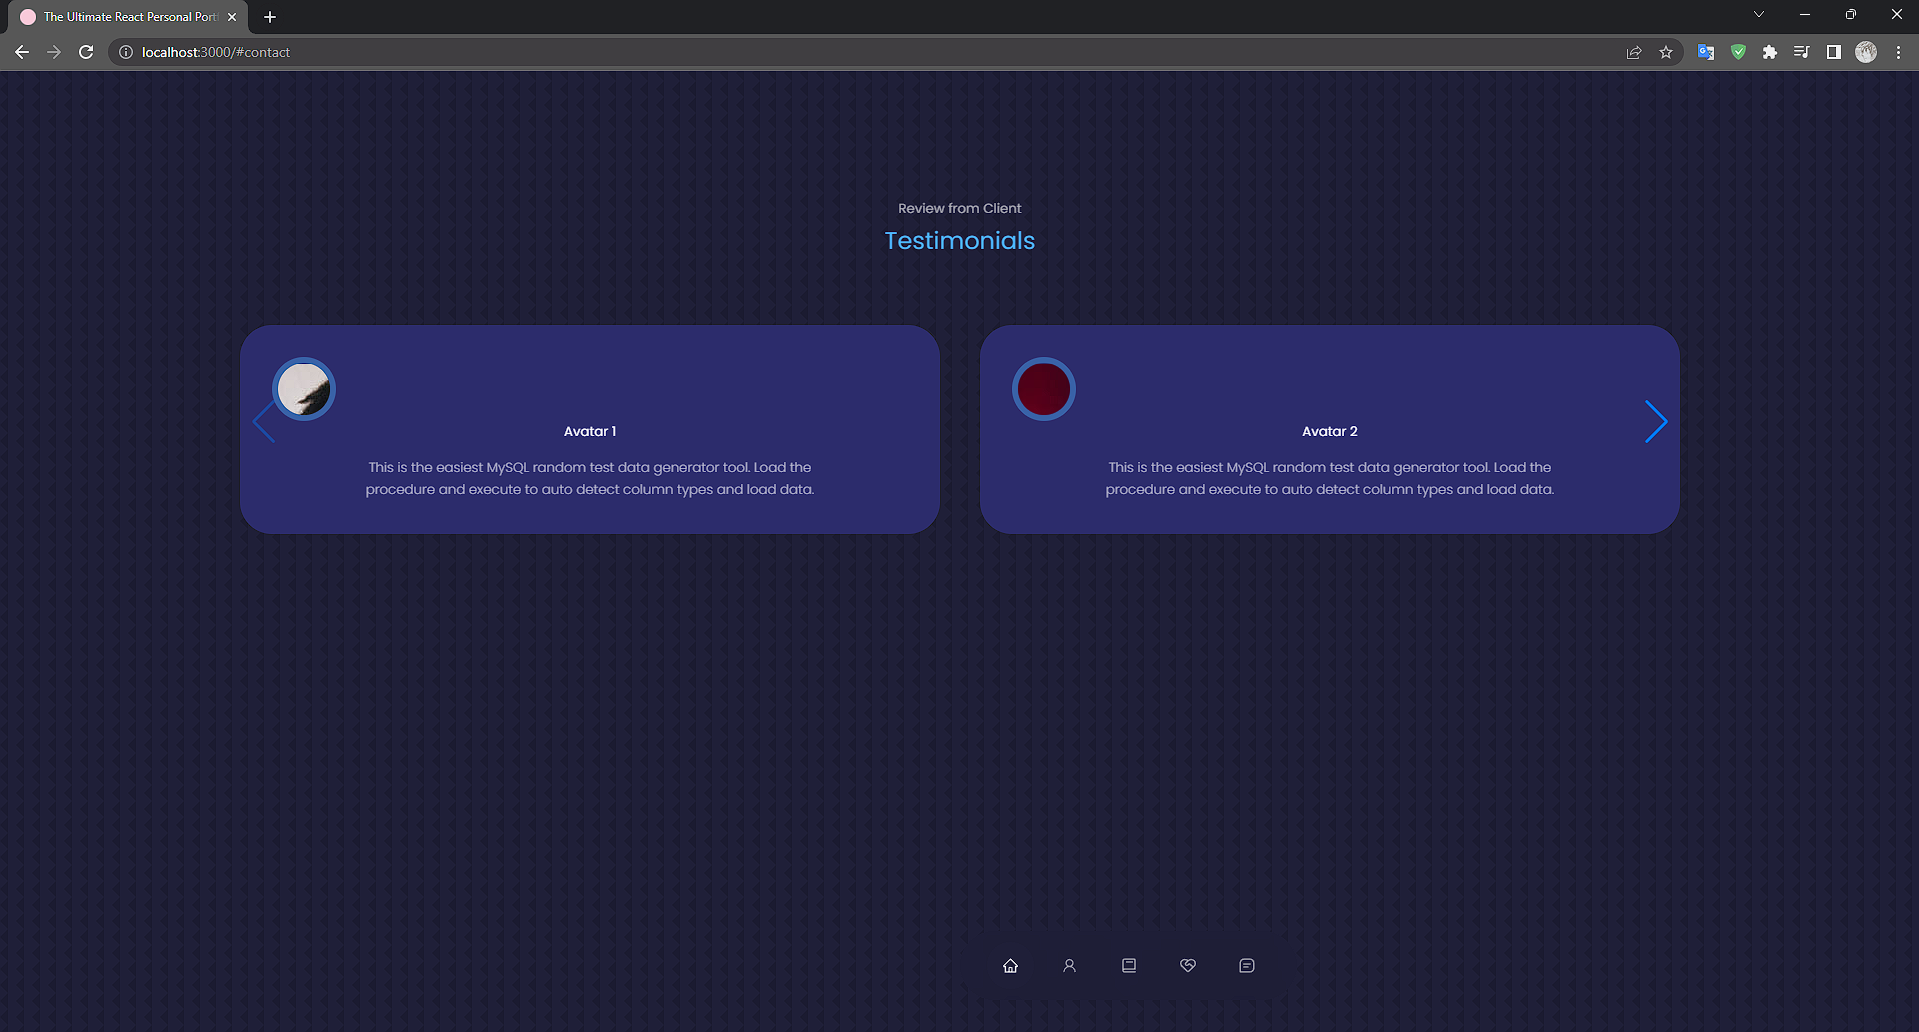 The Ultimate React Personal Port
localhost:3000/#contact
Review from Client
Testimonials
Avatar 1
This is the easiest MySQL random test data generator tool. Load the
procedure and execute to auto detect column types and load data.
Avatar 2
This is the easiest MySQL random test data generator tool. Load the
procedure and execute to auto detect column types and load data.